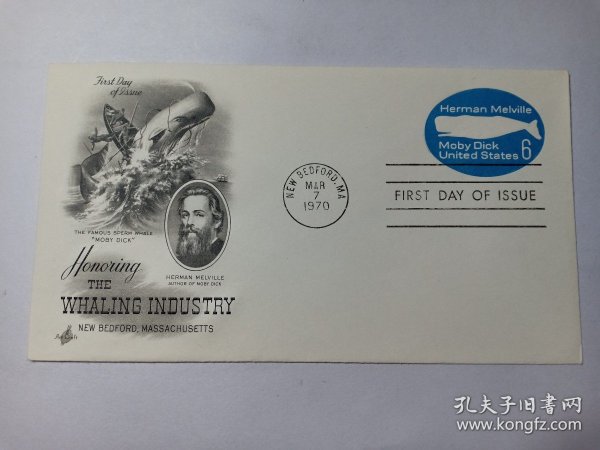 First Day
of Issue
THE FAMOUS SPERM WHALE
"MOBY DICK"
HERMAN MELVILLE
AUTHOR OF MOBY DICK
Honoring
THE
WHALING INDUSTRY
NEW BEDFORD, MASSACHUSETTS
Art Craft
NEW BEDFORD, MA
MAR
7
1970
Herman Melville
Moby Dick
United States 6
FIRST DAY OF ISSUE
孔夫子旧书网
www.kongfz.com